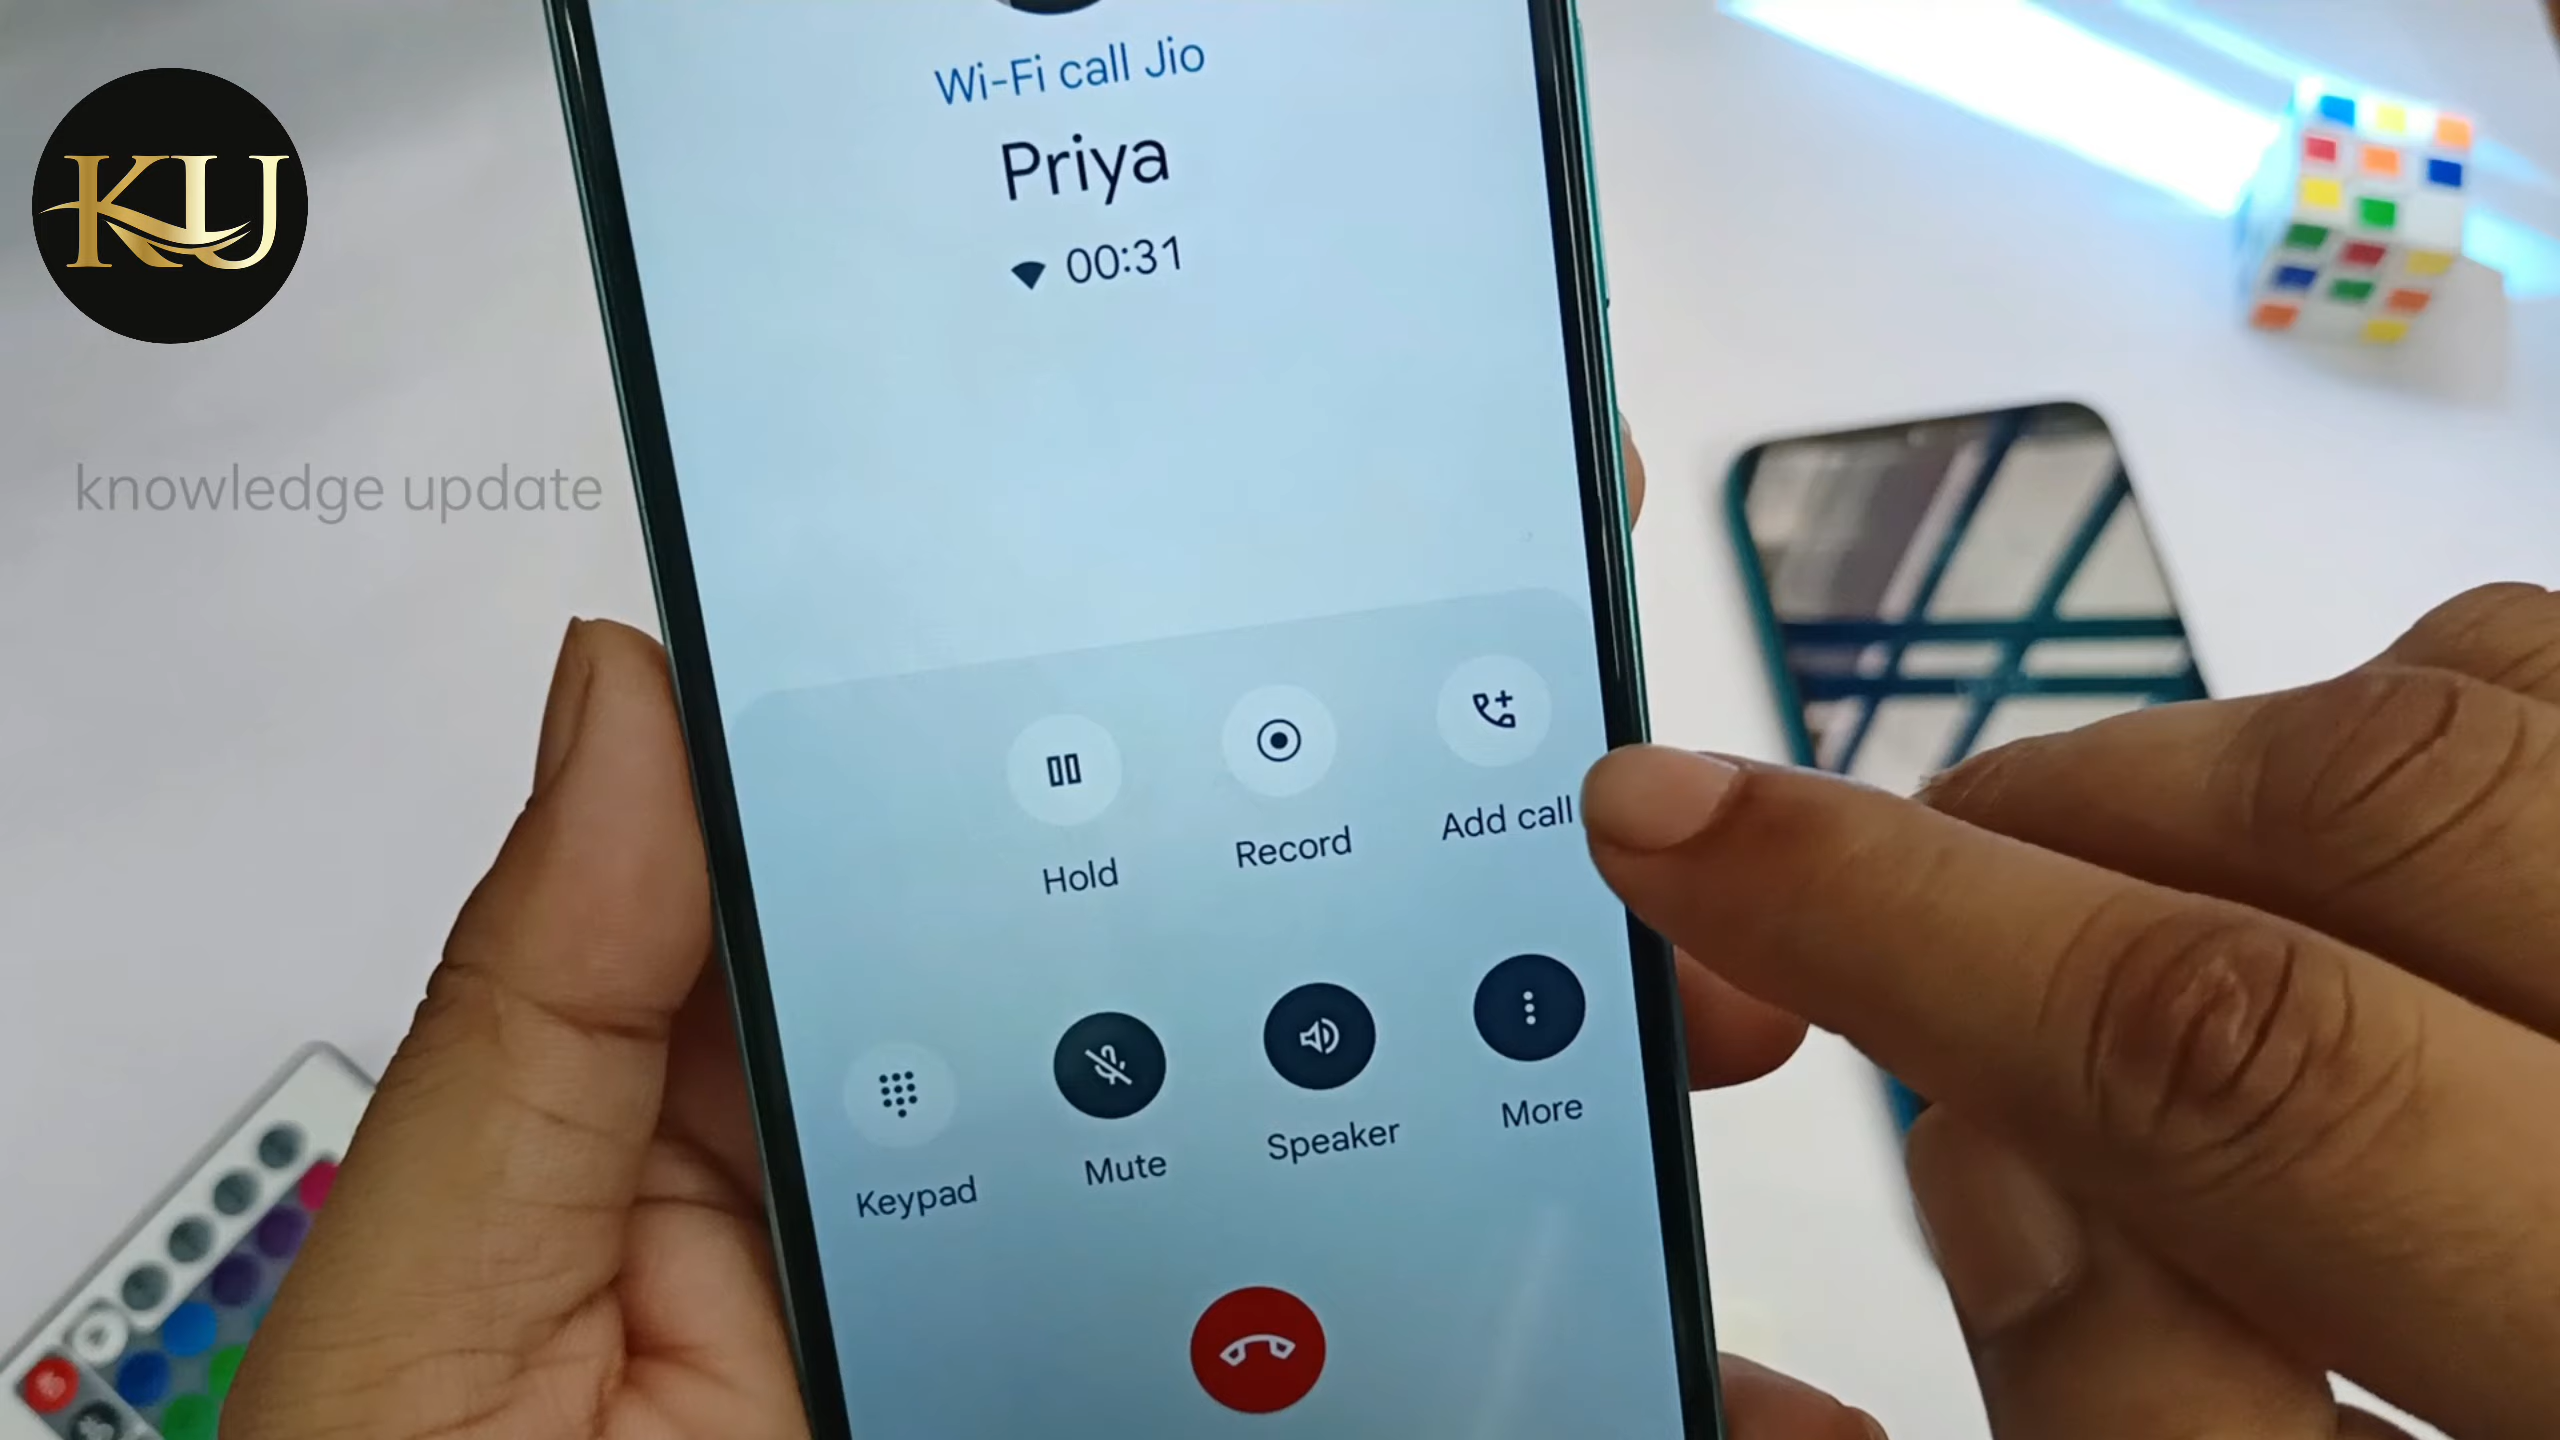 KU
knowledge update
Wi-Fi call Jio
Priya
00:31
Hold
Record
Add call
Keypad
Mute
Speaker
More